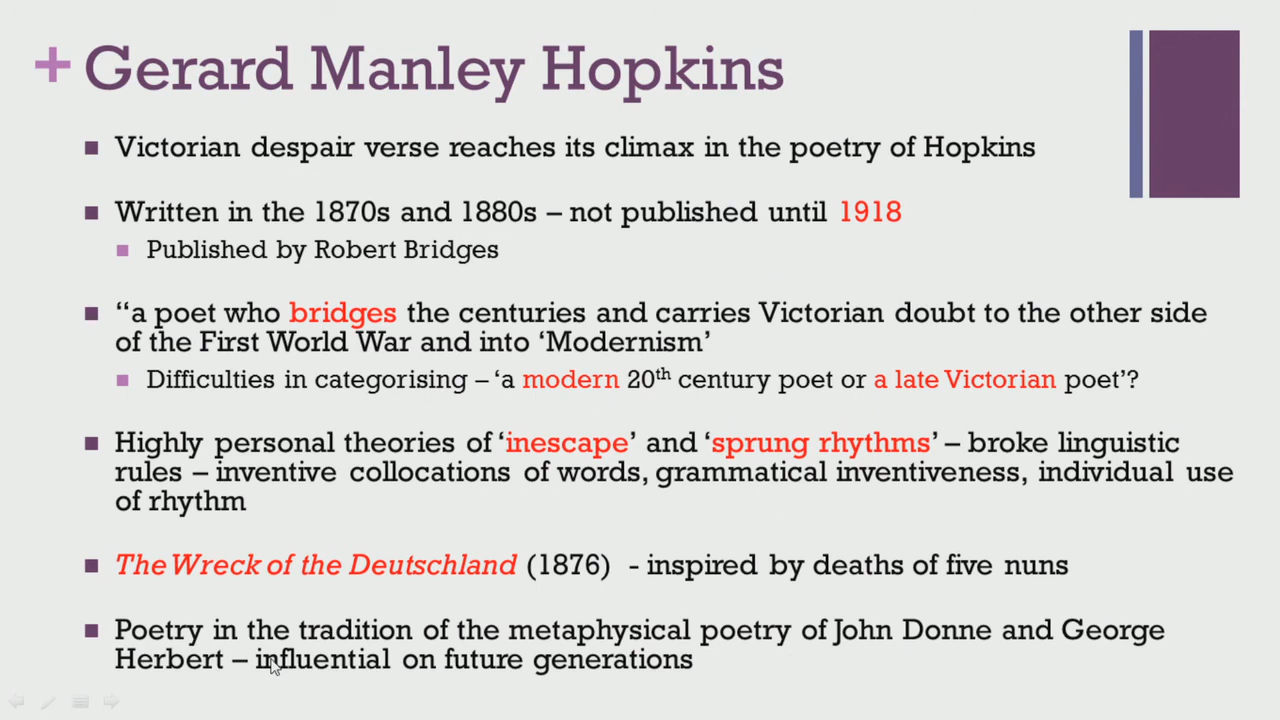 + Gerard Manley Hopkins
■ Victorian despair verse reaches its climax in the poetry of Hopkins
■ Written in the 1870s and 1880s – not published until 1918
■ Published by Robert Bridges
■ “a poet who bridges the centuries and carries Victorian doubt to the other side
of the First World War and into ‘Modernism’
■ Difficulties in categorising – ‘a modern 20th century poet or a late Victorian poet’?
■ Highly personal theories of ‘inescape’ and ‘sprung rhythms’ – broke linguistic
rules – inventive collocations of words, grammatical inventiveness, individual use
of rhythm
■ The Wreck of the Deutschland (1876) - inspired by deaths of five nuns
■ Poetry in the tradition of the metaphysical poetry of John Donne and George
Herbert – influential on future generations